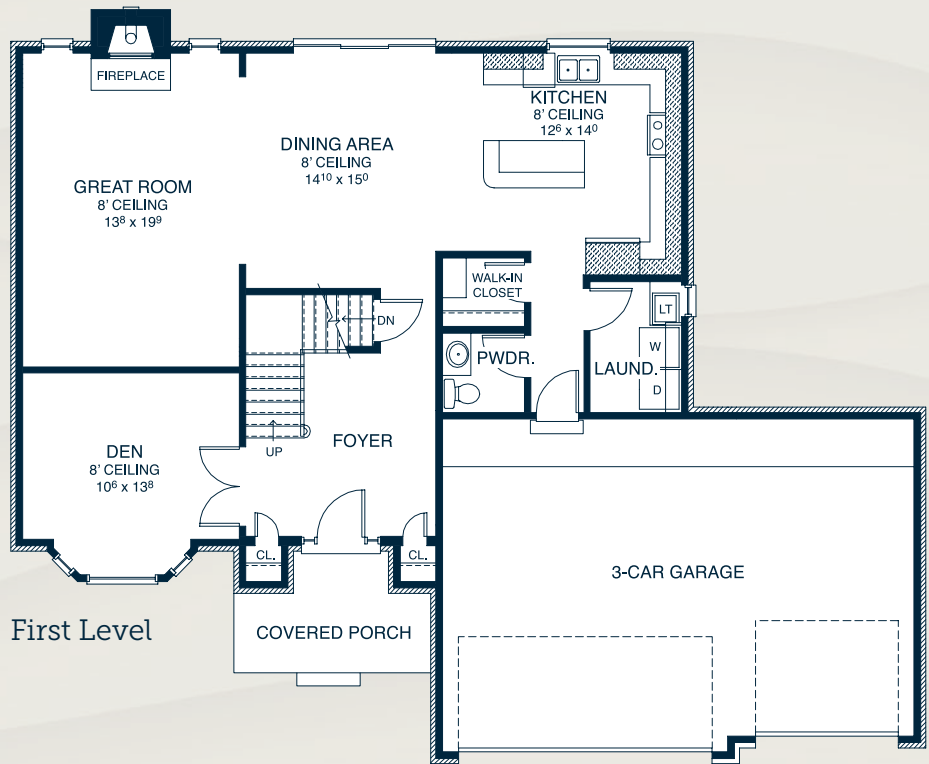 FIREPLACE
KITCHEN
8' CEILING
12⁶ x 14⁰
DINING AREA
8' CEILING
14¹⁰ x 15⁰
GREAT ROOM
8' CEILING
13⁸ x 19⁹
WALK-IN
CLOSET
LT
DN
W
PWDR.
LAUND.
D
FOYER
UP
DEN
8' CEILING
10⁶ x 13⁸
CL.
CL.
3-CAR GARAGE
First Level
COVERED PORCH